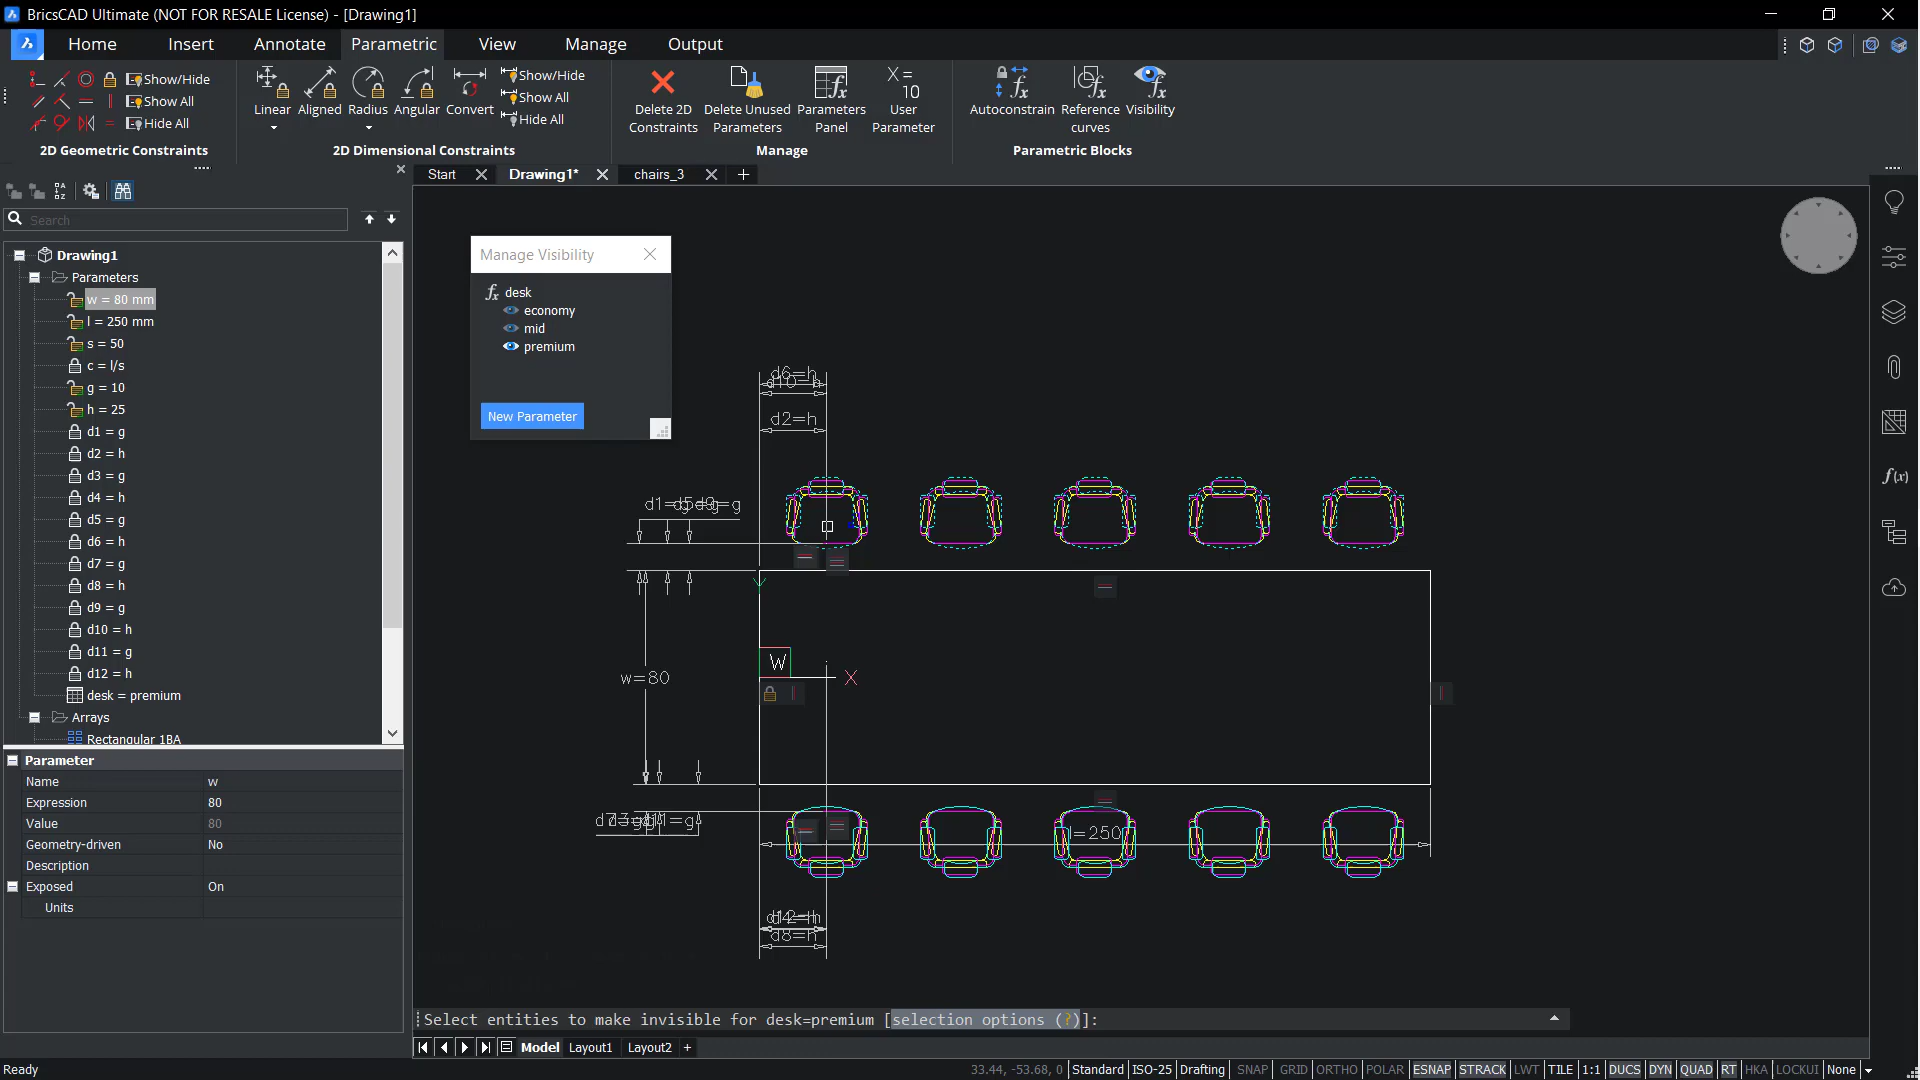 BricsCAD Ultimate (NOT FOR RESALE License) - [Drawing1]
Home Insert Annotate Parametric View Manage Output
Show/Hide
Show All
Hide All
2D Geometric Constraints
Linear Aligned Radius Angular Convert
Show/Hide
Show All
Hide All
2D Dimensional Constraints
Delete 2D Constraints
Delete Unused Parameters
Parameters Panel
X=
10
User Parameter
Manage
Autoconstrain
Reference curves
Visibility
Parametric Blocks
Start Drawing1* chairs_3
Search
Drawing1
Parameters
w = 80 mm
l = 250 mm
s = 50
c = l/s
g = 10
h = 25
d1 = g
d2 = h
d3 = g
d4 = h
d5 = g
d6 = h
d7 = g
d8 = h
d9 = g
d10 = h
d11 = g
d12 = h
desk = premium
Arrays
Rectangular 1BA
Parameter
Name w
Expression 80
Value 80
Geometry-driven No
Description
Exposed On
Units
Manage Visibility
desk
economy
mid
premium
New Parameter
d6=h
d2=h
W
X
Y
w=80
l=250
d8=h
Select entities to make invisible for desk=premium [selection options (?)]:
Model Layout1 Layout2 +
Ready
33.44, -53.68, 0 Standard ISO-25 Drafting SNAP GRID ORTHO POLAR ESNAP STRACK LWT TILE 1:1 DUCS DYN QUAD RT HKA LOCKUI None